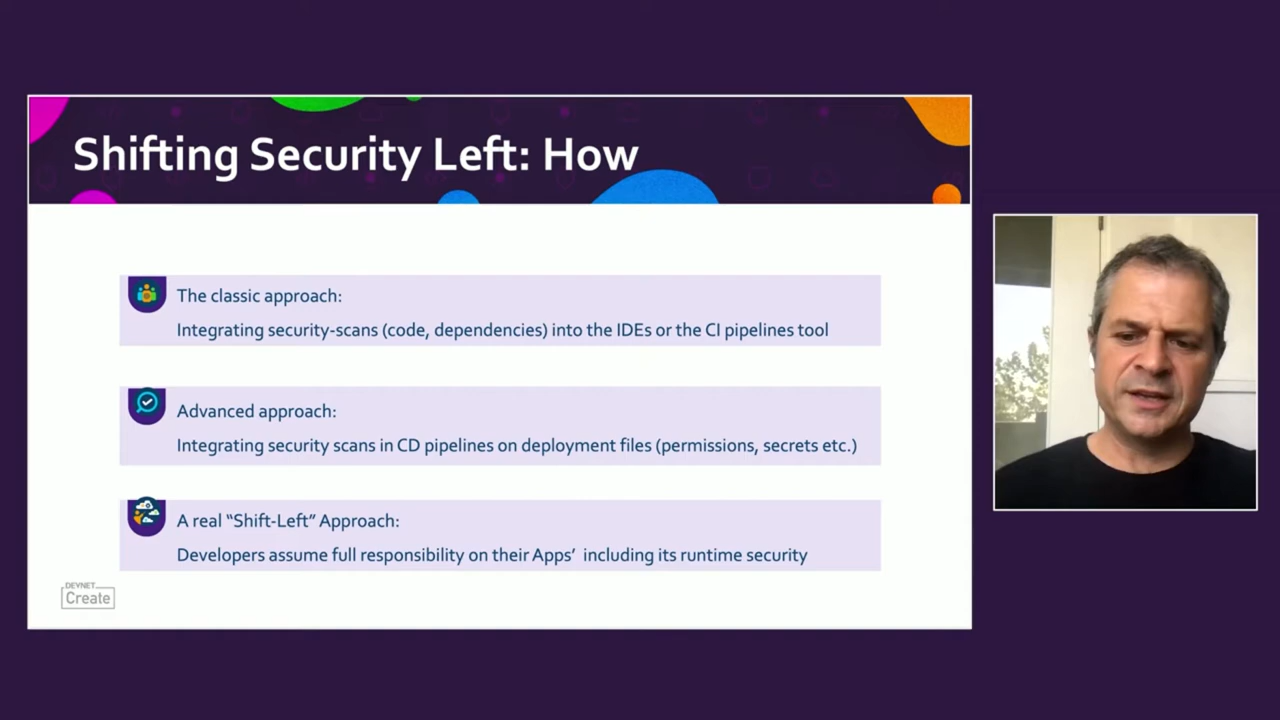 Shifting Security Left: How
The classic approach:
Integrating security-scans (code, dependencies) into the IDEs or the CI pipelines tool
Advanced approach:
Integrating security scans in CD pipelines on deployment files (permissions, secrets etc.)
A real “Shift-Left” Approach:
Developers assume full responsibility on their Apps’ including its runtime security
DEVNET
Create